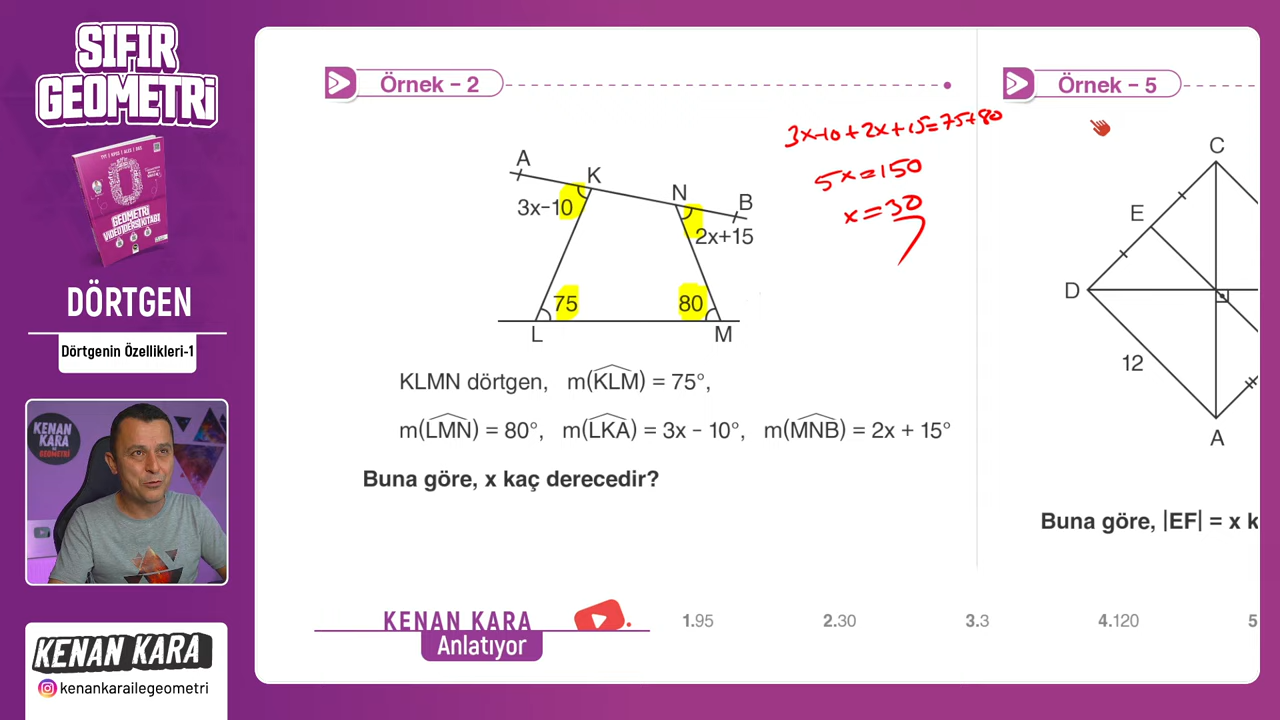 SIFIR
GEOMETRİ
GEOMETRİ
VİDEO DERS KİTABI
DÖRTGEN
Dörtgenin Özellikleri-1
KENAN
KARA
GEOMETRİ
KENAN KARA
kenankarailegeometri
Örnek – 2
3x-10+2x+15=75+80
5x=150
x=30
A
K
N
B
3x–10
2x+15
75
80
L
M
KLMN dörtgen, m(KLM) = 75°,
m(LMN) = 80°, m(LKA) = 3x – 10°, m(MNB) = 2x + 15°
Buna göre, x kaç derecedir?
Örnek – 5
C
E
D
12
A
Buna göre, |EF| = x k
KENAN KARA
Anlatıyor
1.95 2.30 3.3 4.120 5